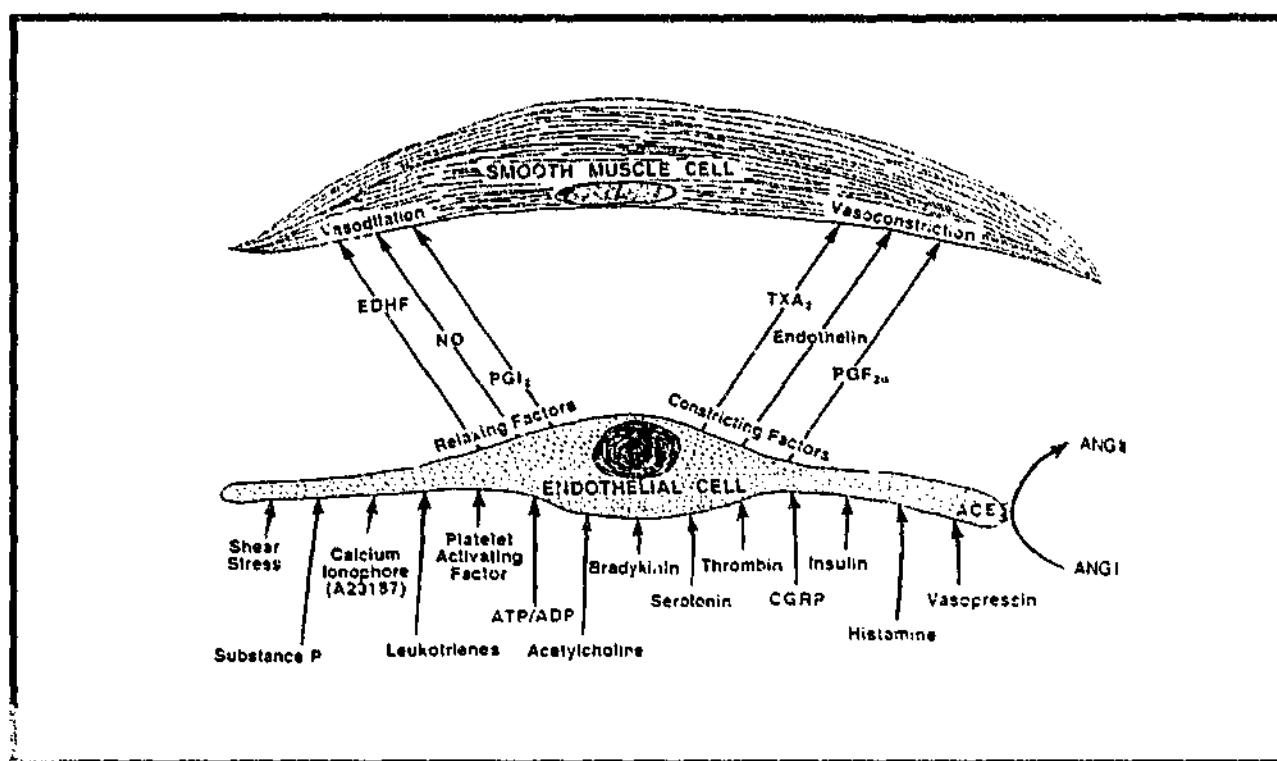 SMOOTH MUSCLE CELL
Vasodilation
Vasoconstriction
EDHF
NO
PGI₂
TXA₂
Endothelin
PGF₂α
Relaxing Factors
Constricting Factors
ENDOTHELIAL CELL
ACE
ANG II
ANG I
Shear
Stress
Substance P
Calcium
Ionophore
(A23187)
Leukotrienes
Platelet
Activating
Factor
ATP/ADP
Acetylcholine
Bradykinin
Serotonin
Thrombin
CGRP
Insulin
Histamine
Vasopressin